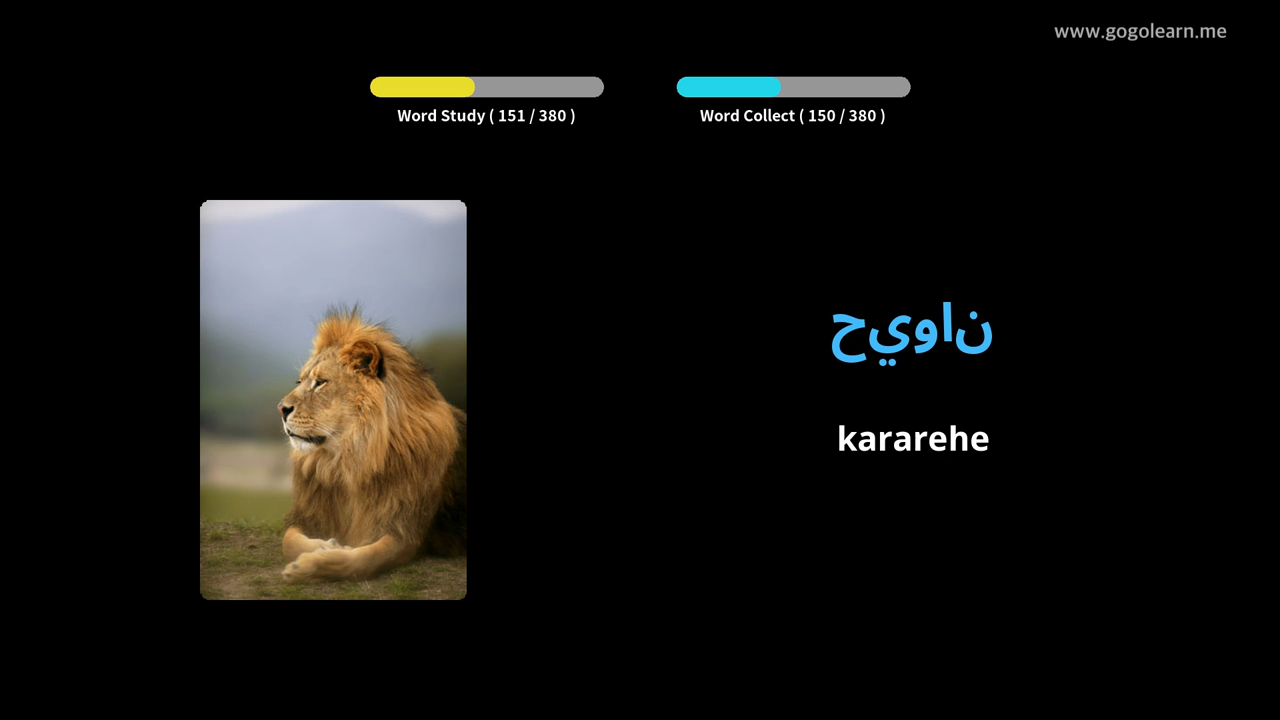 www.gogolearn.me
Word Study ( 151 / 380 )
Word Collect ( 150 / 380 )
حيوان
kararehe